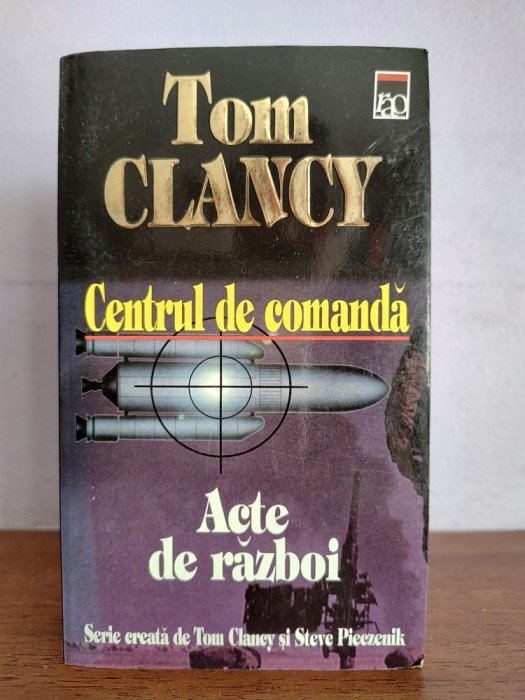 Tom
CLANCY
rao
Centrul de comandă
Acte
de război
Serie creată de Tom Clancy și Steve Pieczenik